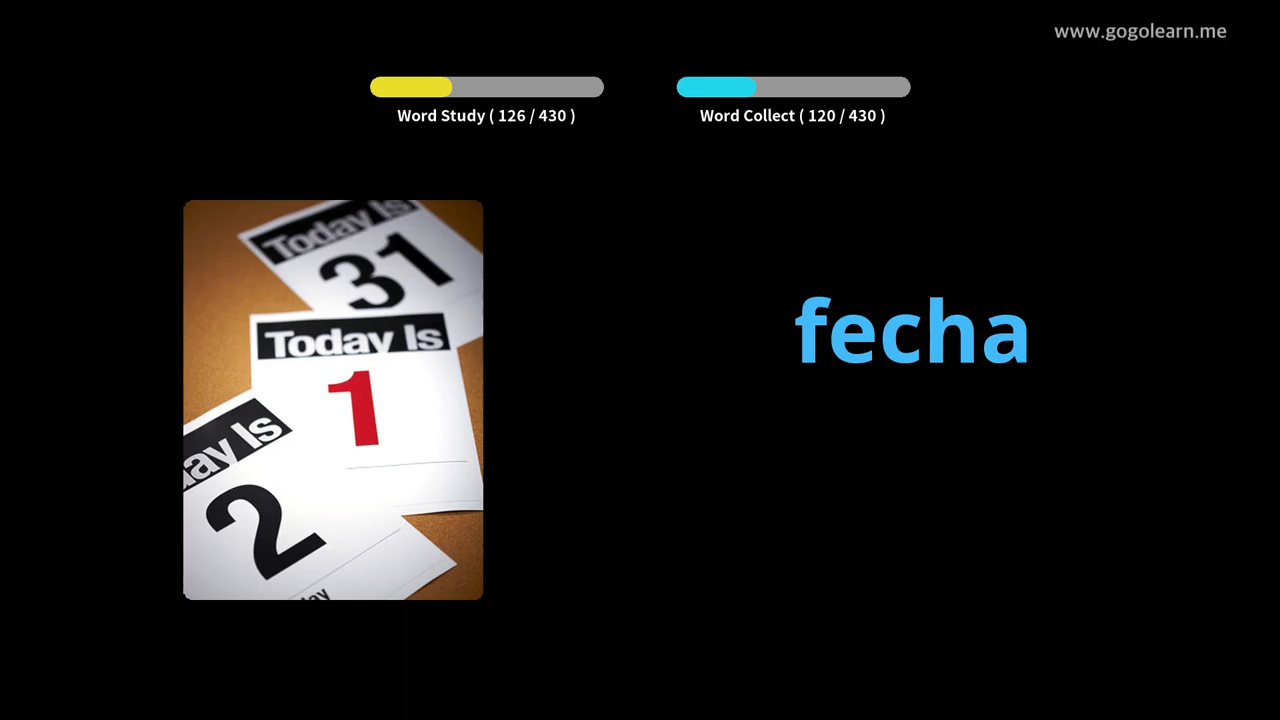 www.gogolearn.me
Word Study ( 126 / 430 )
Word Collect ( 120 / 430 )
Today Is
31
Today Is
1
fecha
ay Is
2